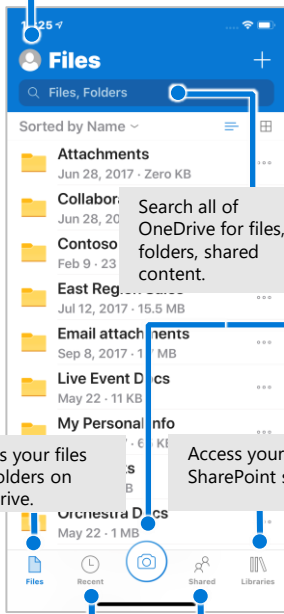 Files
Files, Folders
Sorted by Name
Attachments
Jun 28, 2017 · Zero KB
Search all of
OneDrive for files,
folders, shared
content.
Contoso
Feb 9 · 23
East Region Sales
Jul 12, 2017 · 15.5 MB
Email attachments
Sep 8, 2017 · MB
Live Event Docs
May 22 · 11 KB
My Personal Info
your files
on
Access your
SharePoint
Orchestra Docs
May 22 · 1 MB
Files
Recent
Shared
Libraries